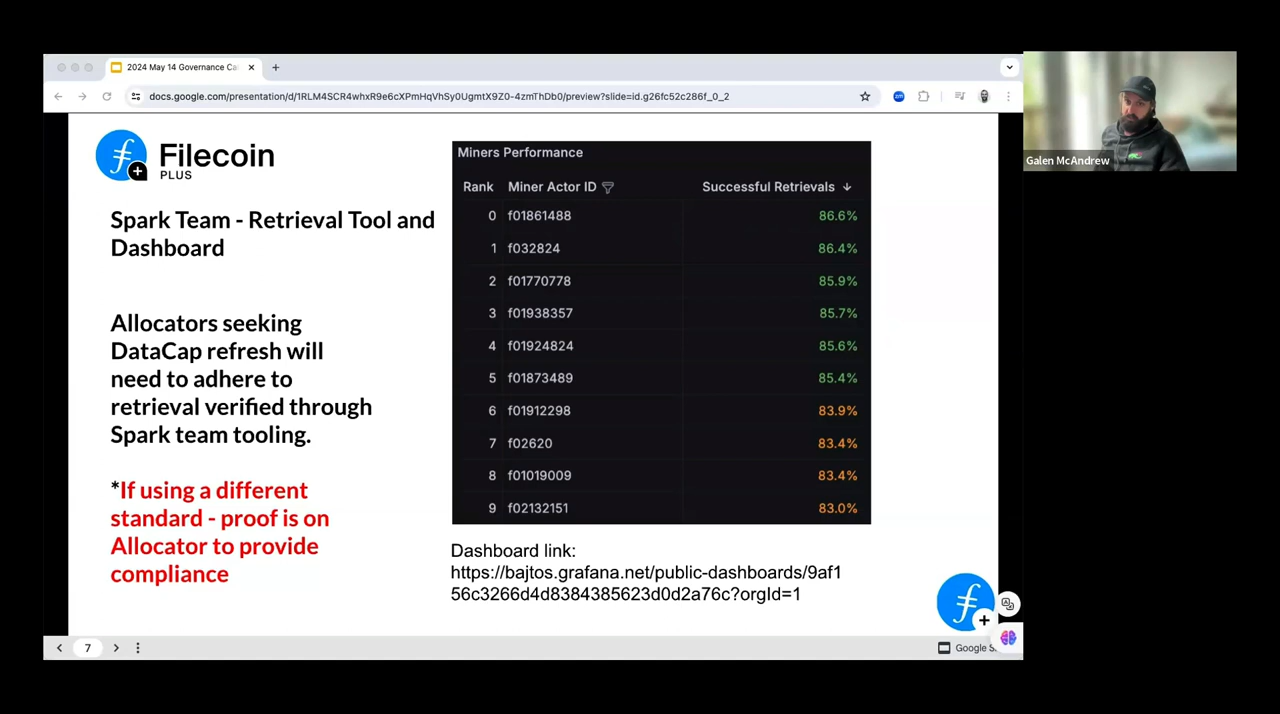 2024 May 14 Governance Ca
docs.google.com/presentation/d/1RLM4SCR4whxR9e6cXPmHqVhSy0UgmtX9Z0-4zmThDb0/preview?slide=id.g26fc52c286f_0_2
Filecoin
PLUS
Spark Team - Retrieval Tool and
Dashboard
Allocators seeking
DataCap refresh will
need to adhere to
retrieval verified through
Spark team tooling.
*If using a different
standard - proof is on
Allocator to provide
compliance
Miners Performance
Rank Miner Actor ID Successful Retrievals
0 f01861488 86.6%
1 f032824 86.4%
2 f01770778 85.9%
3 f01938357 85.7%
4 f01924824 85.6%
5 f01873489 85.4%
6 f01912298 83.9%
7 f02620 83.4%
8 f01019009 83.4%
9 f02132151 83.0%
Dashboard link:
https://bajtos.grafana.net/public-dashboards/9af1
56c3266d4d8384385623d0d2a76c?orgId=1
Galen McAndrew
7
Google S